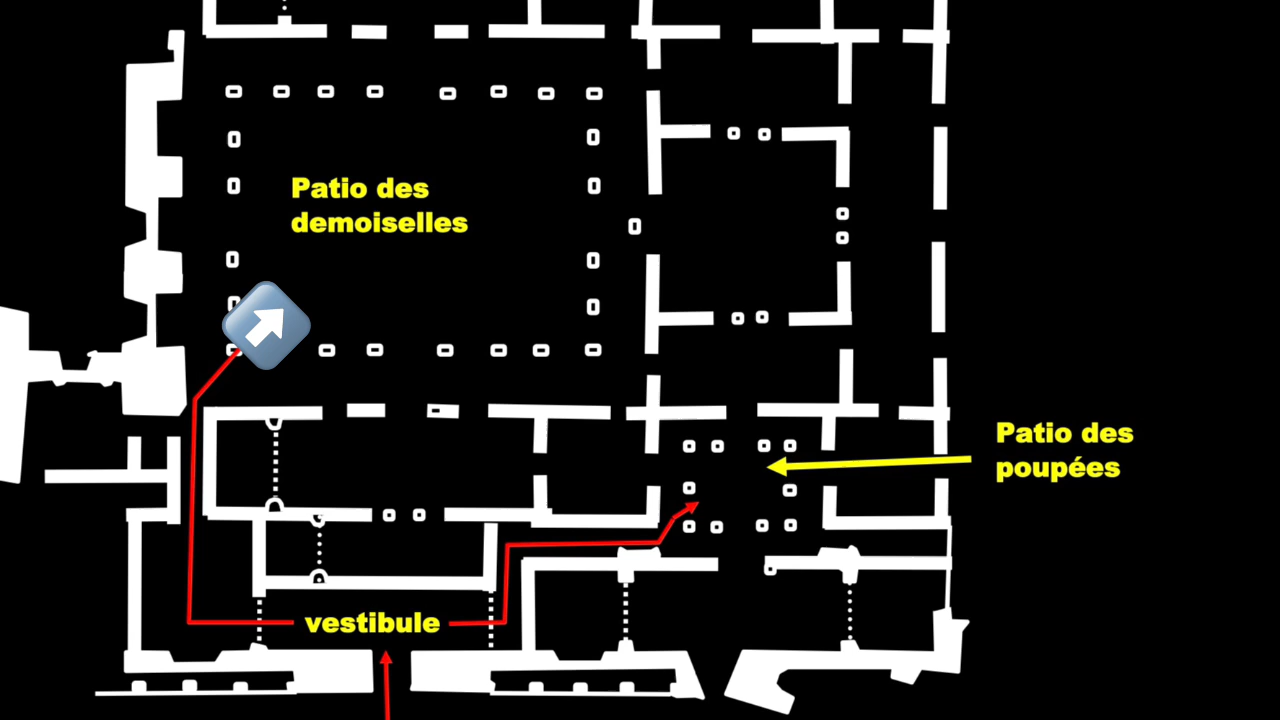 Patio des
demoiselles
Patio des
poupées
vestibule